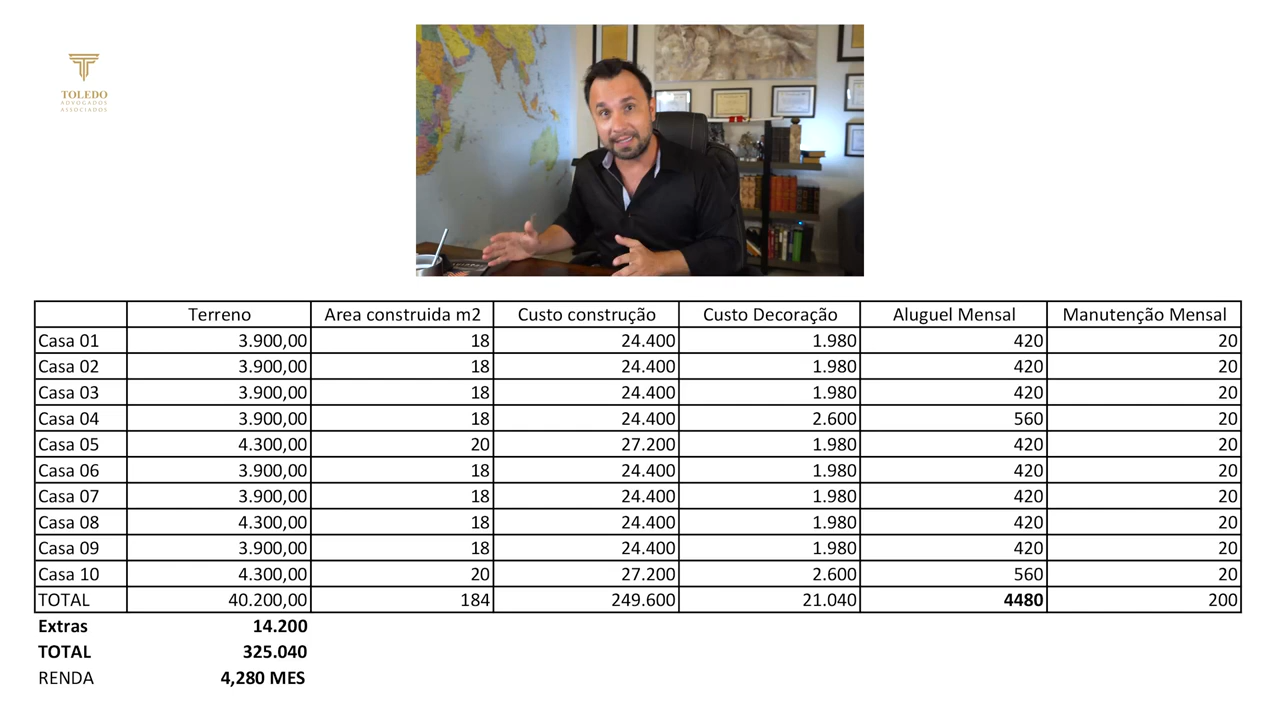 TOLEDO
ADVOGADOS
ASSOCIADOS
Terreno Area construida m2 Custo construção Custo Decoração Aluguel Mensal Manutenção Mensal
Casa 01 3.900,00 18 24.400 1.980 420 20
Casa 02 3.900,00 18 24.400 1.980 420 20
Casa 03 3.900,00 18 24.400 1.980 420 20
Casa 04 3.900,00 18 24.400 2.600 560 20
Casa 05 4.300,00 20 27.200 1.980 420 20
Casa 06 3.900,00 18 24.400 1.980 420 20
Casa 07 3.900,00 18 24.400 1.980 420 20
Casa 08 4.300,00 18 24.400 1.980 420 20
Casa 09 3.900,00 18 24.400 1.980 420 20
Casa 10 4.300,00 20 27.200 2.600 560 20
TOTAL 40.200,00 184 249.600 21.040 4480 200
Extras 14.200
TOTAL 325.040
RENDA 4,280 MES